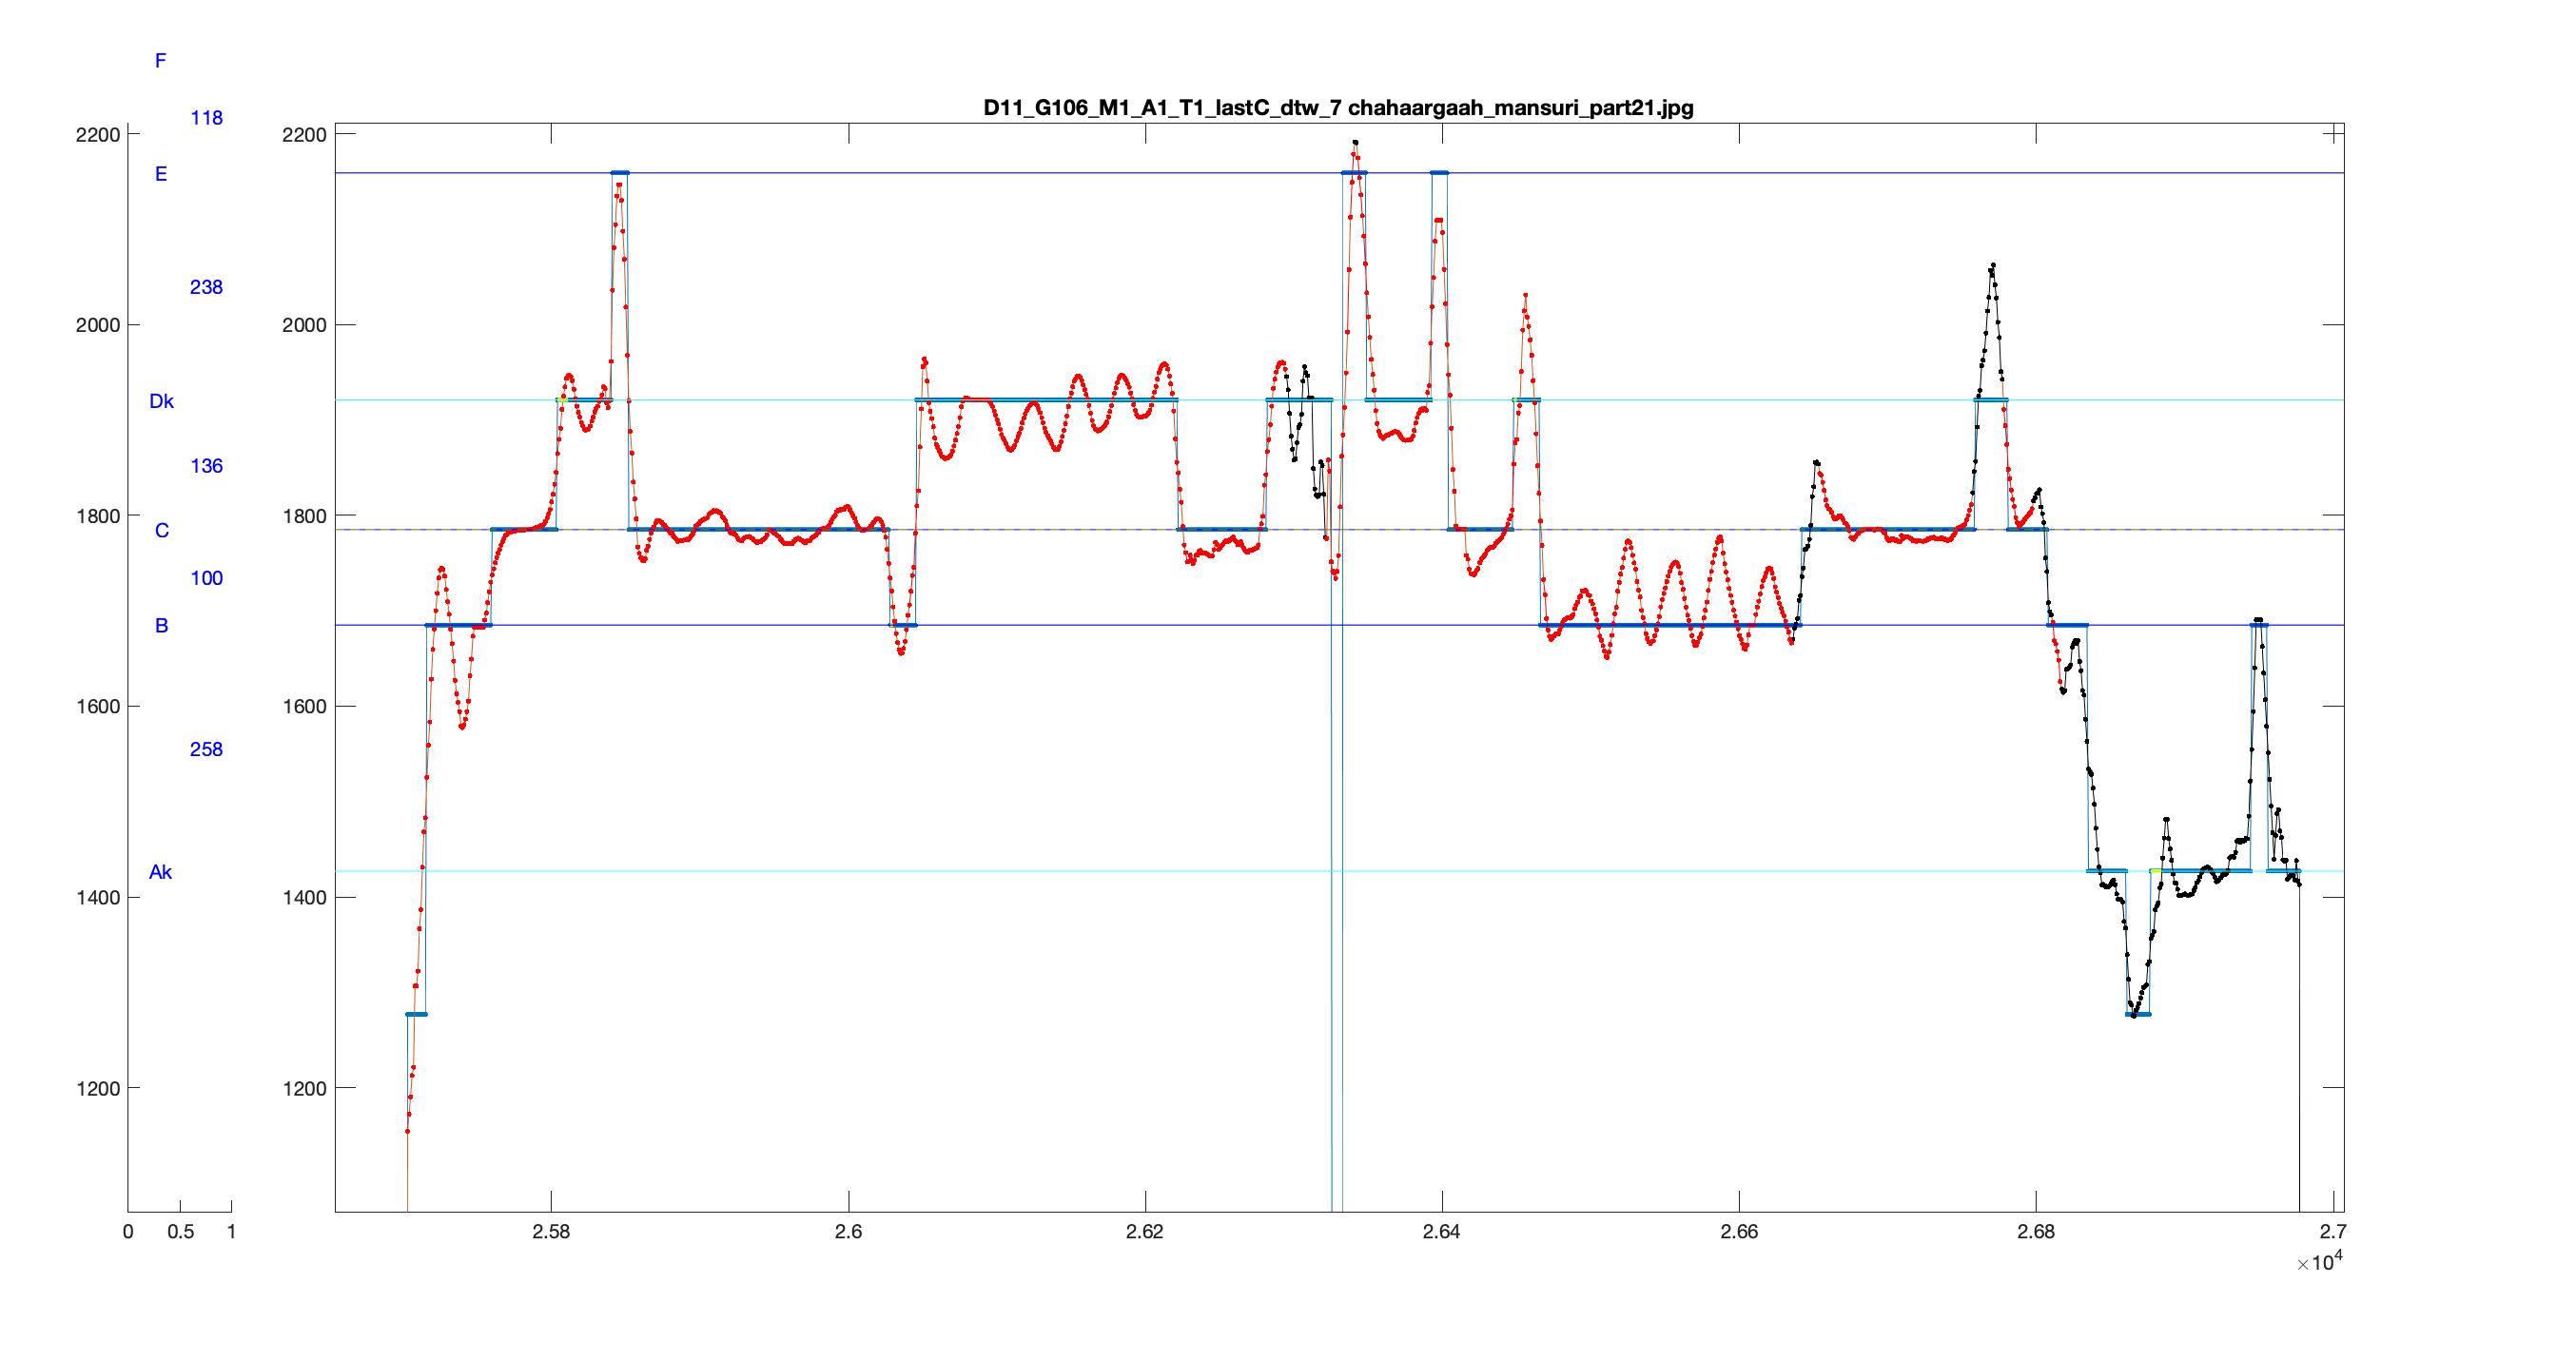 F
D11_G106_M1_A1_T1_lastC_dtw_7 chahaargaah_mansuri_part21.jpg
118
2200 2200
E
238
2000 2000
Dk
136
1800 1800
C
100
B
1600 1600
258
Ak
1400 1400
1200 1200
0 0.5 1 2.58 2.6 2.62 2.64 2.66 2.68 2.7
×10⁴